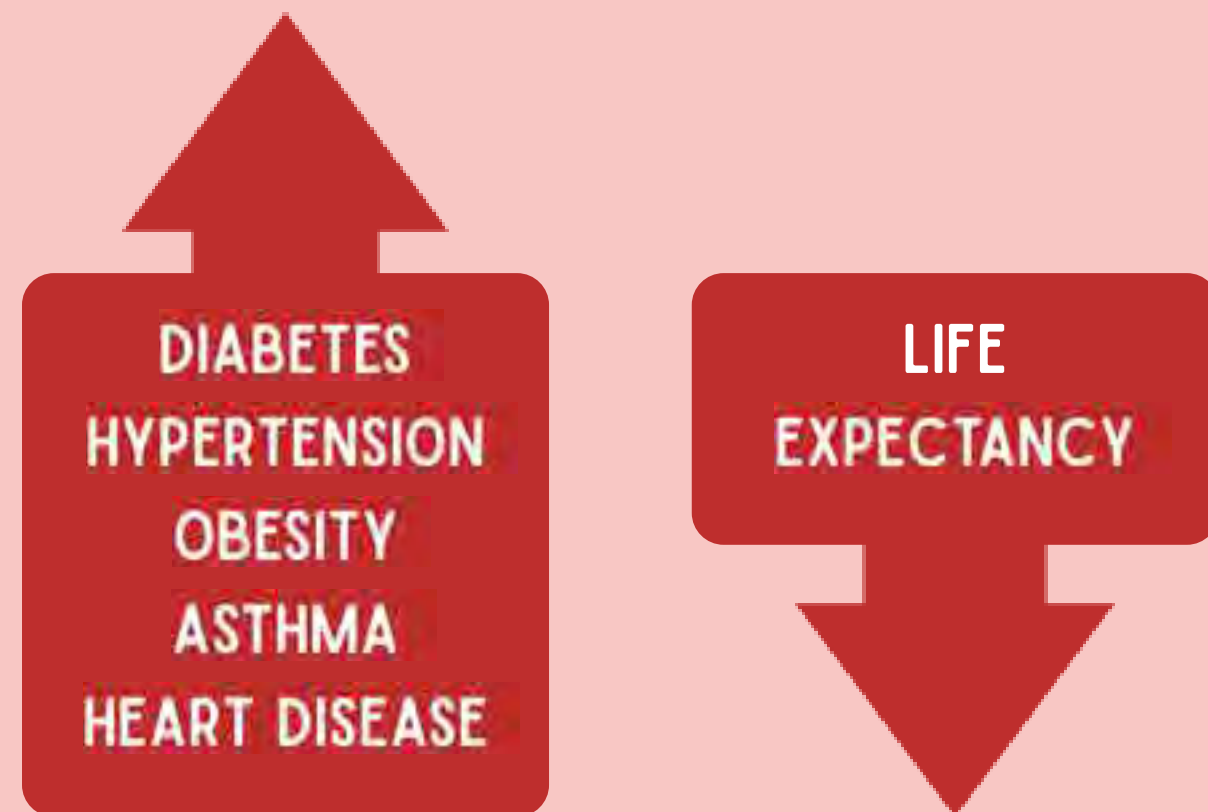 DIABETES
HYPERTENSION
OBESITY
ASTHMA
HEART DISEASE
LIFE
EXPECTANCY